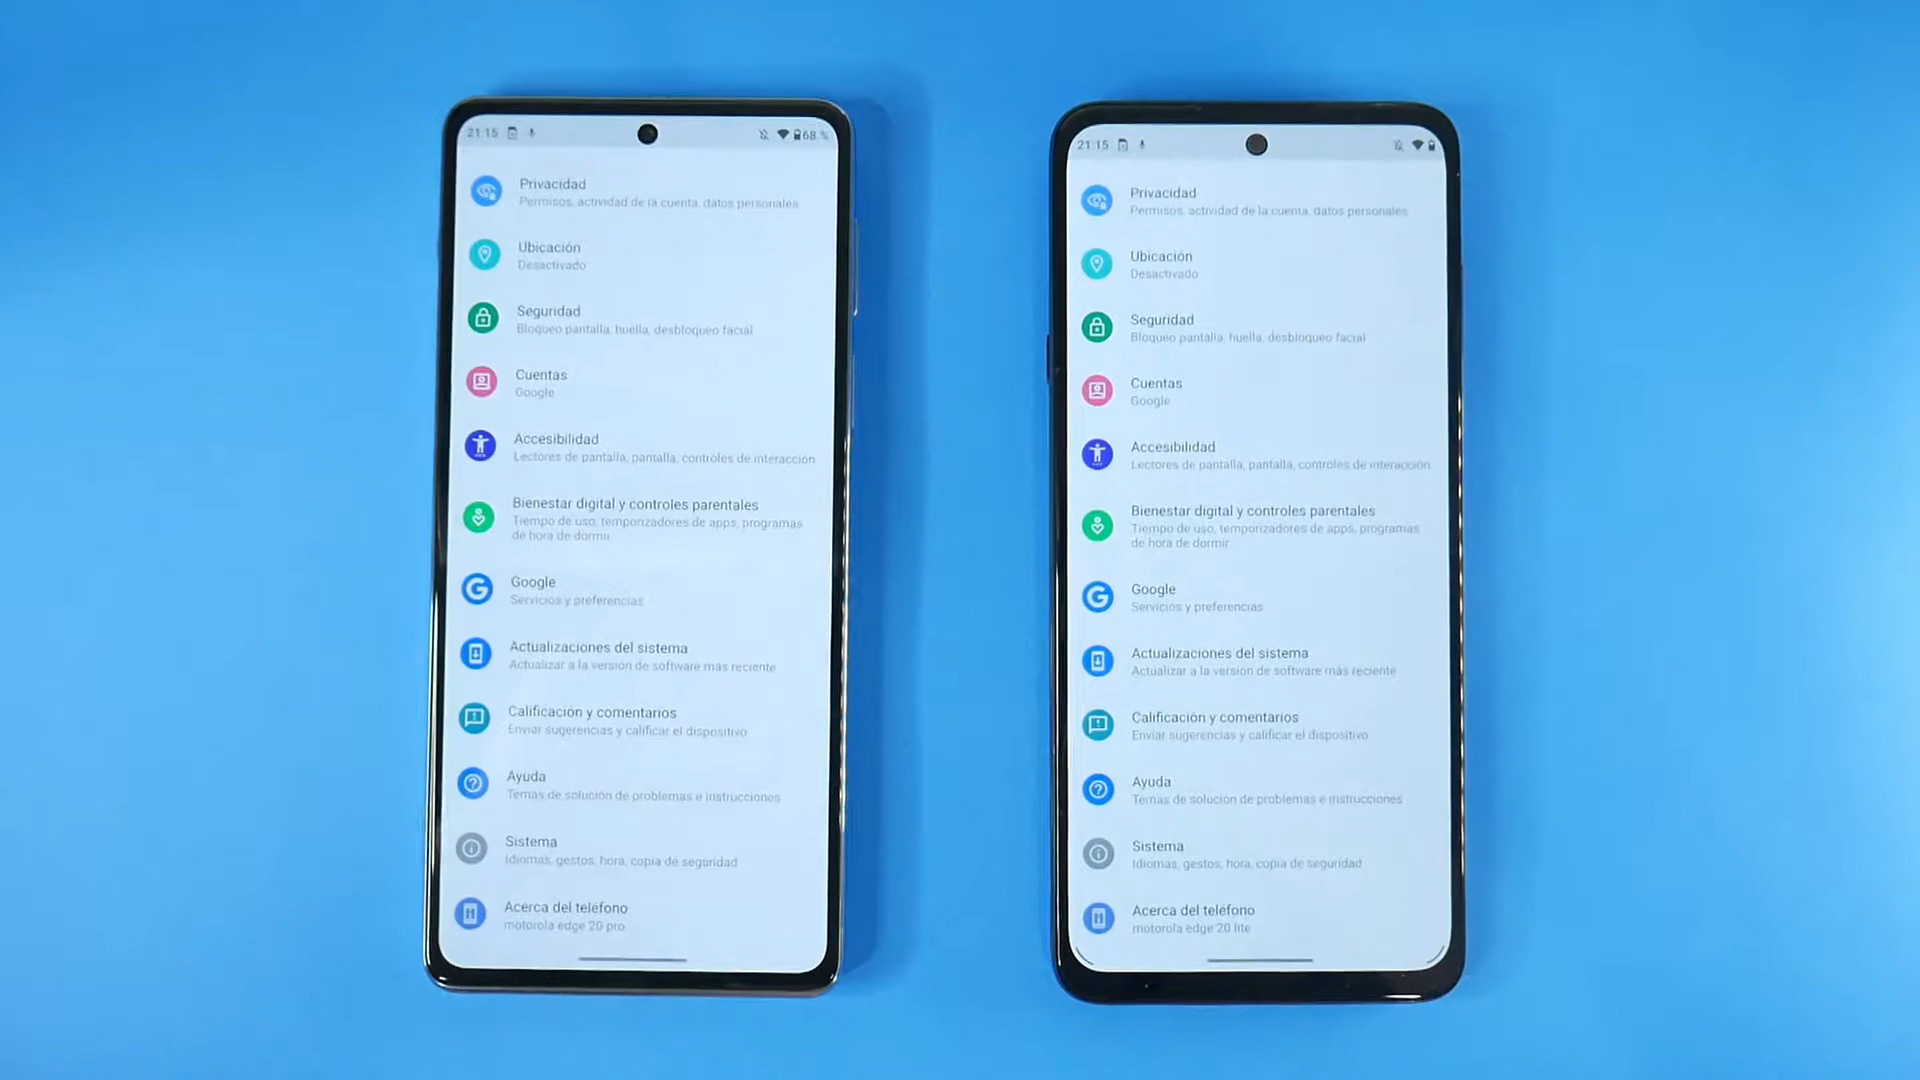 21:15
68 %
Privacidad
Permisos, actividad de la cuenta, datos personales
Ubicación
Desactivado
Seguridad
Bloqueo pantalla, huella, desbloqueo facial
Cuentas
Google
Accesibilidad
Lectores de pantalla, pantalla, controles de interacción
Bienestar digital y controles parentales
Tiempo de uso, temporizadores de apps, programas
de hora de dormir
Google
Servicios y preferencias
Actualizaciones del sistema
Actualizar a la versión de software más reciente
Calificación y comentarios
Enviar sugerencias y calificar el dispositivo
Ayuda
Temas de solución de problemas e instrucciones
Sistema
Idiomas, gestos, hora, copia de seguridad
Acerca del teléfono
motorola edge 20 pro
21:15
Privacidad
Permisos, actividad de la cuenta, datos personales
Ubicación
Desactivado
Seguridad
Bloqueo pantalla, huella, desbloqueo facial
Cuentas
Google
Accesibilidad
Lectores de pantalla, pantalla, controles de interacción
Bienestar digital y controles parentales
Tiempo de uso, temporizadores de apps, programas
de hora de dormir
Google
Servicios y preferencias
Actualizaciones del sistema
Actualizar a la versión de software más reciente
Calificación y comentarios
Enviar sugerencias y calificar el dispositivo
Ayuda
Temas de solución de problemas e instrucciones
Sistema
Idiomas, gestos, hora, copia de seguridad
Acerca del teléfono
motorola edge 20 lite